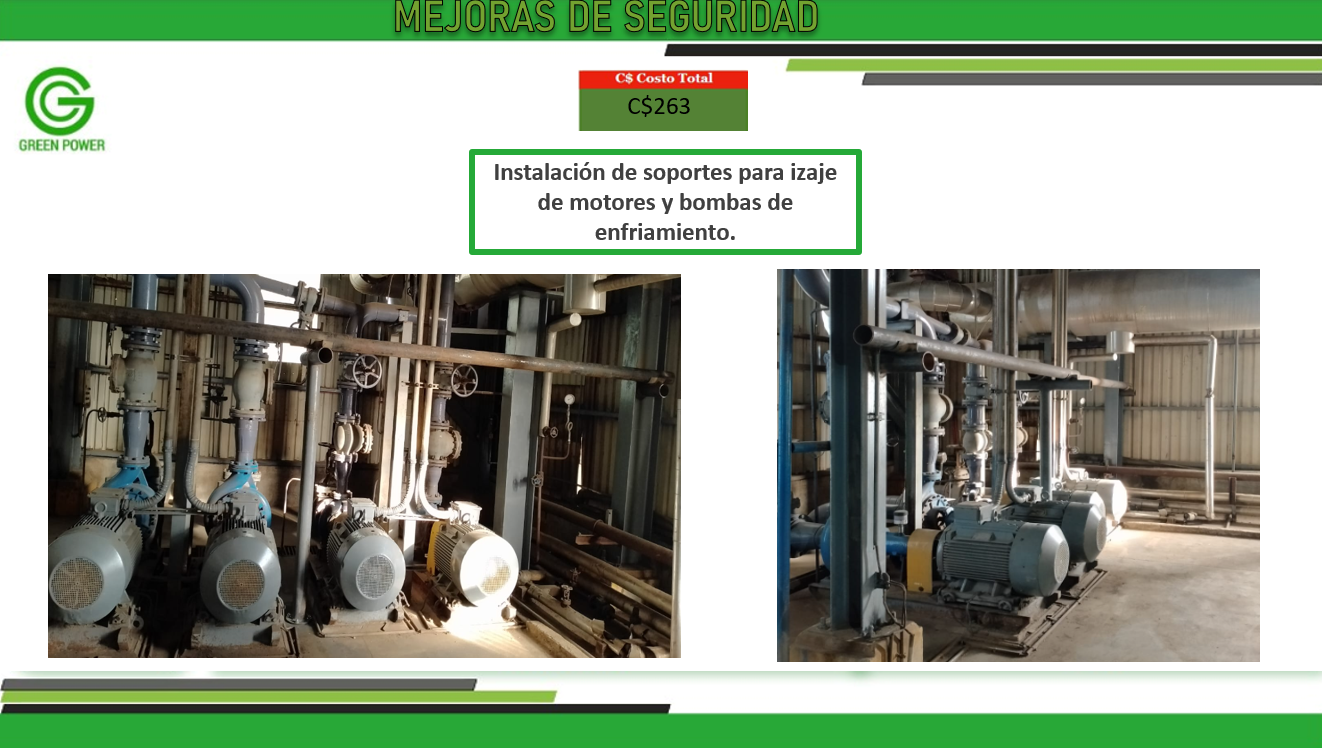 MEJORAS DE SEGURIDAD
C$ Costo Total
C$263
GREEN POWER
Instalación de soportes para izaje
de motores y bombas de
enfriamiento.